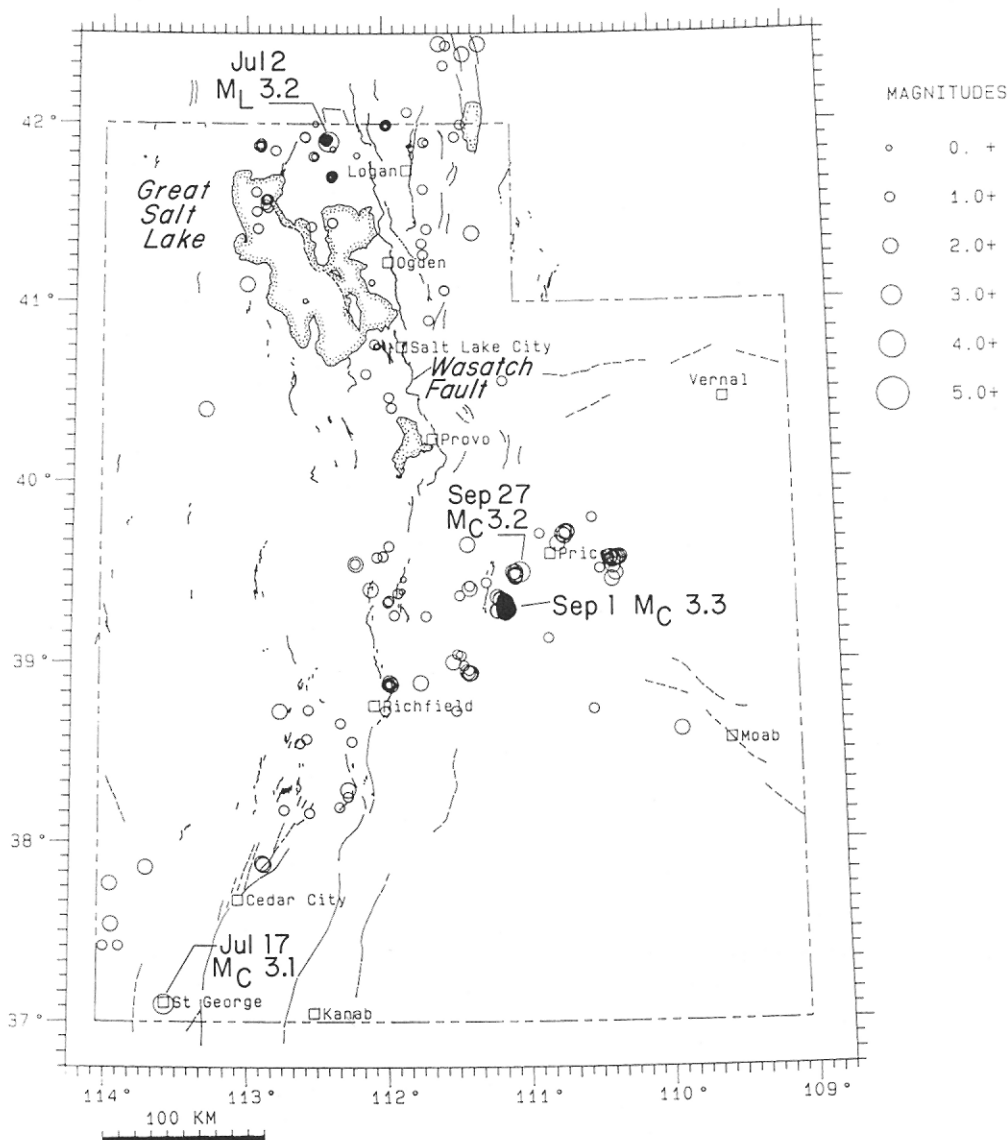 Jul 2
M_L 3.2
MAGNITUDES
0. +
1.0+
2.0+
3.0+
4.0+
5.0+
42°
41°
40°
39°
38°
37°
Great
Salt
Lake
Logan
Ogden
Salt Lake City
Wasatch
Fault
Vernal
Provo
Sep 27
M_C 3.2
Pric
Sep 1 M_C 3.3
Richfield
Moab
Cedar City
Jul 17
M_C 3.1
St George
Kanab
114°
113°
112°
111°
110°
109°
100 KM